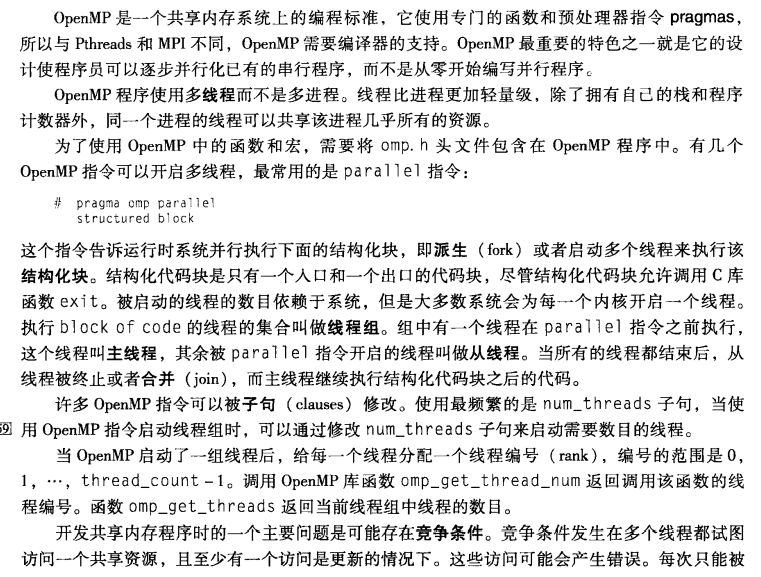 OpenMP 是一个共享内存系统上的编程标准，它使用专门的函数和预处理器指令 pragmas，
所以与 Pthreads 和 MPI 不同，OpenMP 需要编译器的支持。OpenMP 最重要的特色之一就是它的设
计使程序员可以逐步并行化已有的串行程序，而不是从零开始编写并行程序。
OpenMP 程序使用多线程而不是多进程。线程比进程更加轻量级，除了拥有自己的栈和程序
计数器外，同一个进程的线程可以共享该进程几乎所有的资源。
为了使用 OpenMP 中的函数和宏，需要将 omp.h 头文件包含在 OpenMP 程序中。有几个
OpenMP 指令可以开启多线程，最常用的是 parallel 指令：
# pragma omp parallel
structured block
这个指令告诉运行时系统并行执行下面的结构化块，即派生（fork）或者启动多个线程来执行该
结构化块。结构化代码块是只有一个入口和一个出口的代码块，尽管结构化代码块允许调用 C 库
函数 exit。被启动的线程的数目依赖于系统，但是大多数系统会为每一个内核开启一个线程。
执行 block of code 的线程的集合叫做线程组。组中有一个线程在 parallel 指令之前执行，
这个线程叫主线程，其余被 parallel 指令开启的线程叫做从线程。当所有的线程都结束后，从
线程被终止或者合并（join），而主线程继续执行结构化代码块之后的代码。
许多 OpenMP 指令可以被子句（clauses）修改。使用最频繁的是 num_threads 子句，当使
用 OpenMP 指令启动线程组时，可以通过修改 num_threads 子句来启动需要数目的线程。
当 OpenMP 启动了一组线程后，给每一个线程分配一个线程编号（rank），编号的范围是 0，
1，…，thread_count – 1。调用 OpenMP 库函数 omp_get_thread_num 返回调用该函数的线
程编号。函数 omp_get_threads 返回当前线程组中线程的数目。
开发共享内存程序时的一个主要问题是可能存在竞争条件。竞争条件发生在多个线程都试图
访问一个共享资源，且至少有一个访问是更新的情况下。这些访问可能会产生错误。每次只能被